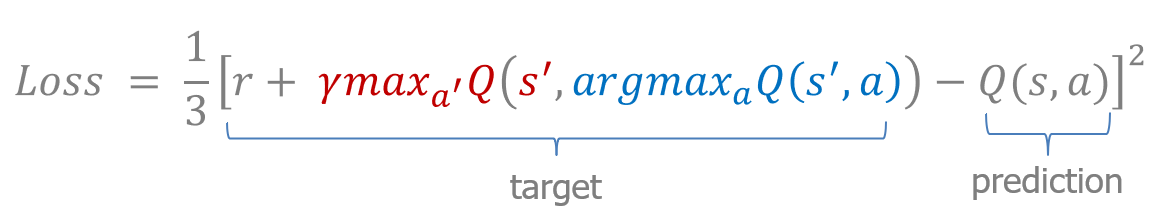 Loss = 1/3 [r + γmax_a′ Q(s′, argmax_a Q(s′, a)) − Q(s, a)]²
target
prediction